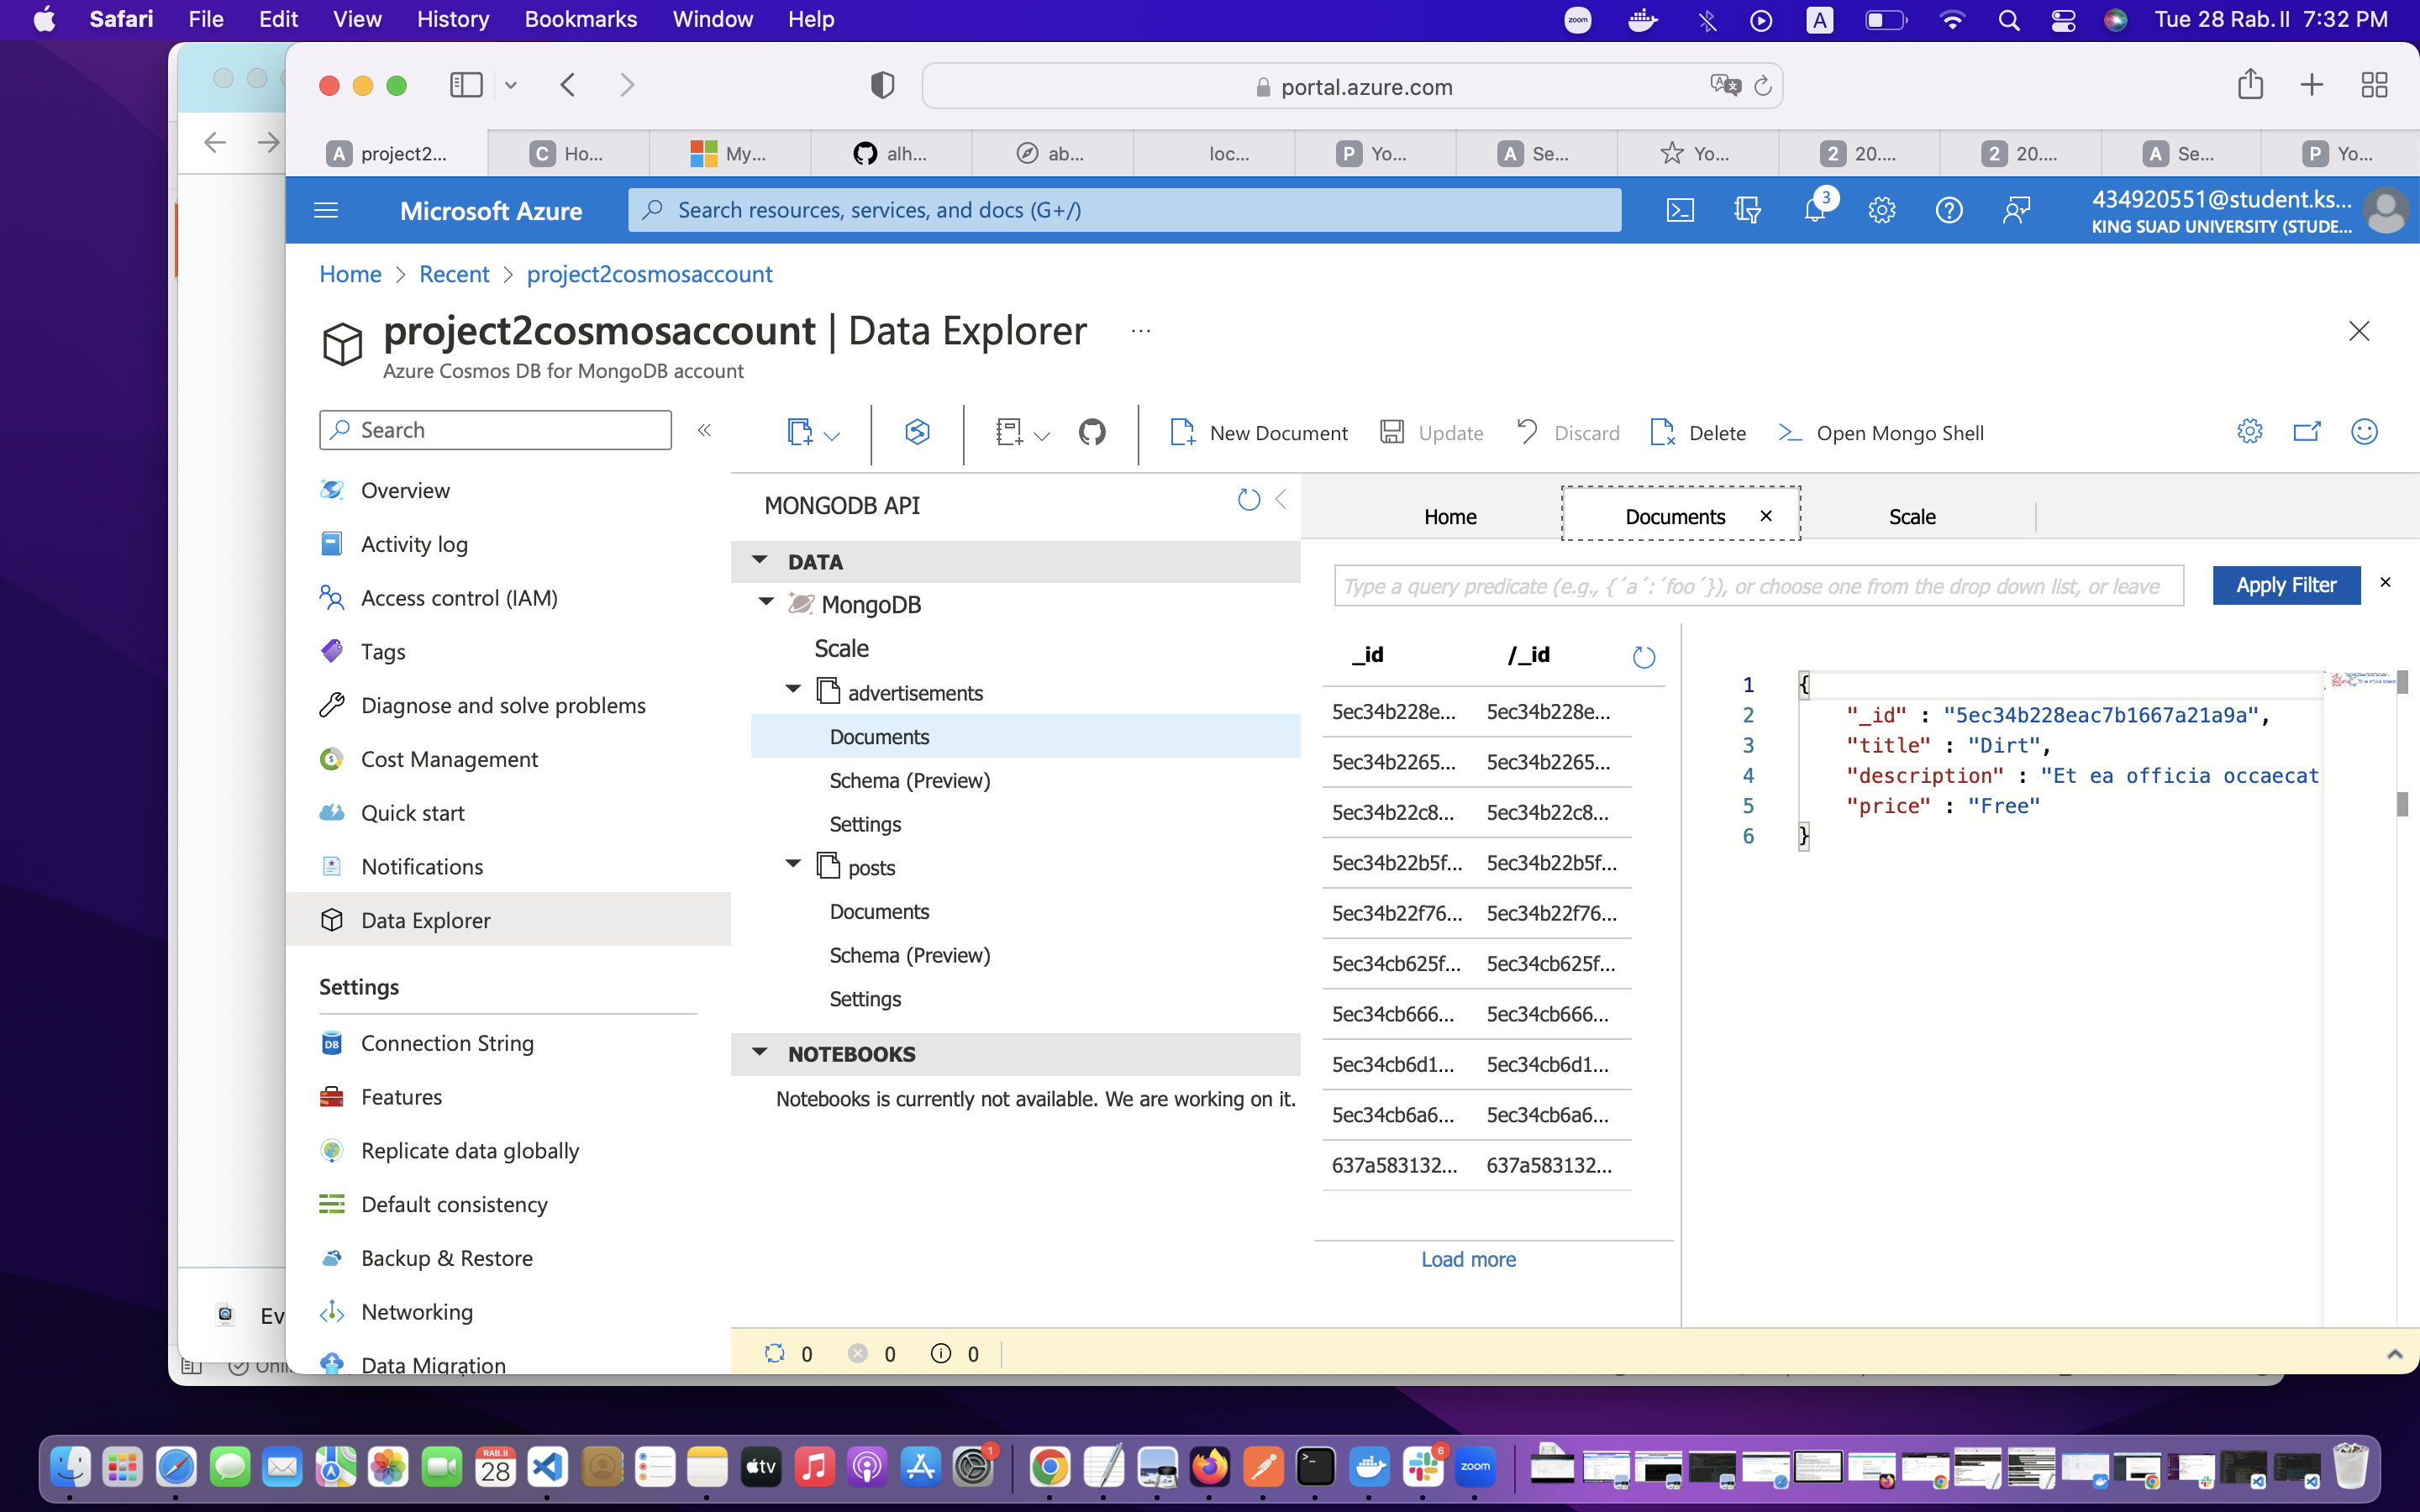 Safari File Edit View History Bookmarks Window Help zoom A Tue 28 Rab. II 7:32 PM
portal.azure.com
A project2... C Ho... My... alh... ab... loc... P Yo... A Se... Yo... 2 20.... 2 20.... A Se... P Yo...
Microsoft Azure Search resources, services, and docs (G+/) 3 434920551@student.ks...
KING SUAD UNIVERSITY (STUDE...
Home > Recent > project2cosmosaccount
project2cosmosaccount | Data Explorer ...
Azure Cosmos DB for MongoDB account
Search «
New Document Update Discard Delete Open Mongo Shell
Overview
Activity log
Access control (IAM)
Tags
Diagnose and solve problems
Cost Management
Quick start
Notifications
Data Explorer
Settings
Connection String
Features
Replicate data globally
Default consistency
Backup & Restore
Networking
Data Migration
MONGODB API
DATA
MongoDB
Scale
advertisements
Documents
Schema (Preview)
Settings
posts
Documents
Schema (Preview)
Settings
NOTEBOOKS
Notebooks is currently not available. We are working on it.
Home Documents Scale
Type a query predicate (e.g., {´a´:´foo´}), or choose one from the drop down list, or leave Apply Filter
_id /_id
5ec34b228e... 5ec34b228e...
5ec34b2265... 5ec34b2265...
5ec34b22c8... 5ec34b22c8...
5ec34b22b5f... 5ec34b22b5f...
5ec34b22f76... 5ec34b22f76...
5ec34cb625f... 5ec34cb625f...
5ec34cb666... 5ec34cb666...
5ec34cb6d1... 5ec34cb6d1...
5ec34cb6a6... 5ec34cb6a6...
637a583132... 637a583132...
Load more
1 {
2 "_id" : "5ec34b228eac7b1667a21a9a",
3 "title" : "Dirt",
4 "description" : "Et ea officia occaecat
5 "price" : "Free"
6 }
0 0 0
Ev
Onli
RAB.II
28
tv
1
6
zoom